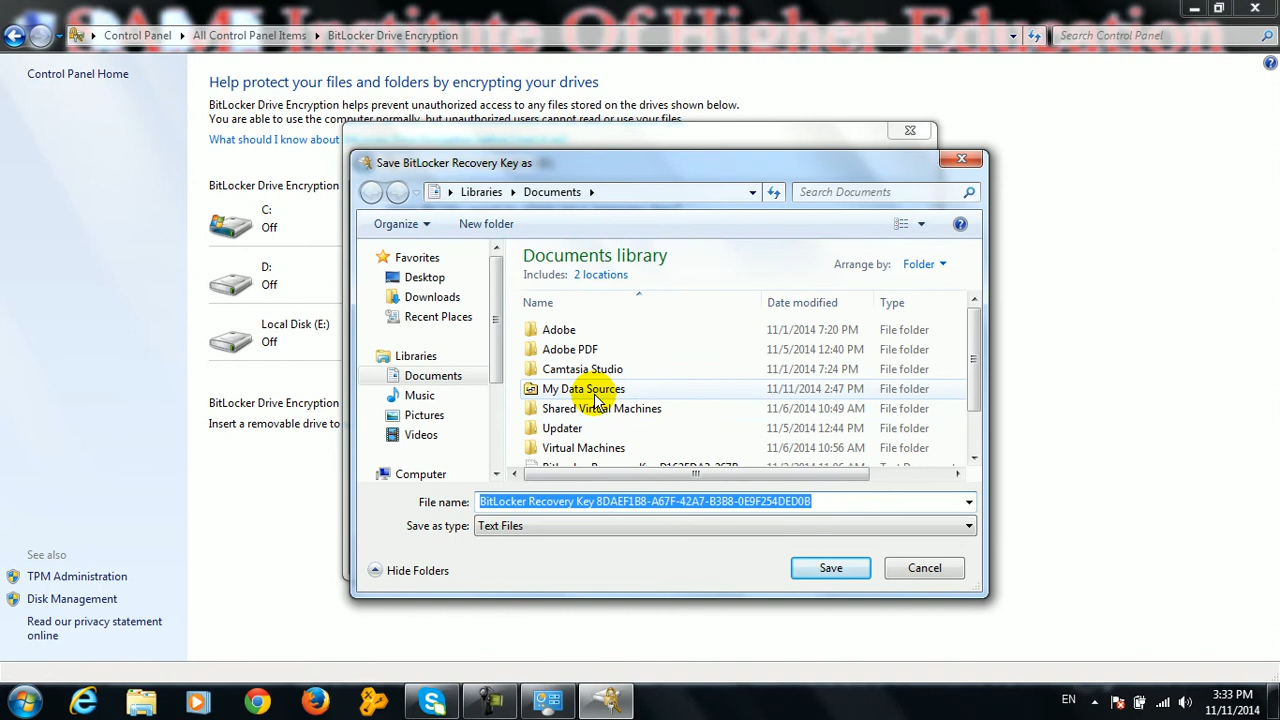 SAMI Institute Of Higher Education
Control Panel
All Control Panel Items
BitLocker Drive Encryption
Search Control Panel
Control Panel Home
Help protect your files and folders by encrypting your drives
BitLocker Drive Encryption helps prevent unauthorized access to any files stored on the drives shown below.
You are able to use the computer normally, but unauthorized users cannot read or use your files.
What should I know about
Save BitLocker Recovery Key as
Libraries
Documents
Search Documents
Organize
New folder
BitLocker Drive Encryption
C:
Off
D:
Off
Local Disk (E:)
Off
BitLocker Drive Encryption
Insert a removable drive to
Favorites
Desktop
Downloads
Recent Places
Libraries
Documents
Music
Pictures
Videos
Computer
Documents library
Includes: 2 locations
Arrange by: Folder
Name Date modified Type
Adobe 11/1/2014 7:20 PM File folder
Adobe PDF 11/5/2014 12:40 PM File folder
Camtasia Studio 11/1/2014 7:24 PM File folder
My Data Sources 11/11/2014 2:47 PM File folder
Shared Virtual Machines 11/6/2014 10:49 AM File folder
Updater 11/5/2014 12:44 PM File folder
Virtual Machines 11/6/2014 10:56 AM File folder
File name: BitLocker Recovery Key 8DAEF1B8-A67F-42A7-B3B8-0E9F254DED0B
Save as type: Text Files
Hide Folders
Save
Cancel
See also
TPM Administration
Disk Management
Read our privacy statement
online
EN
3:33 PM
11/11/2014